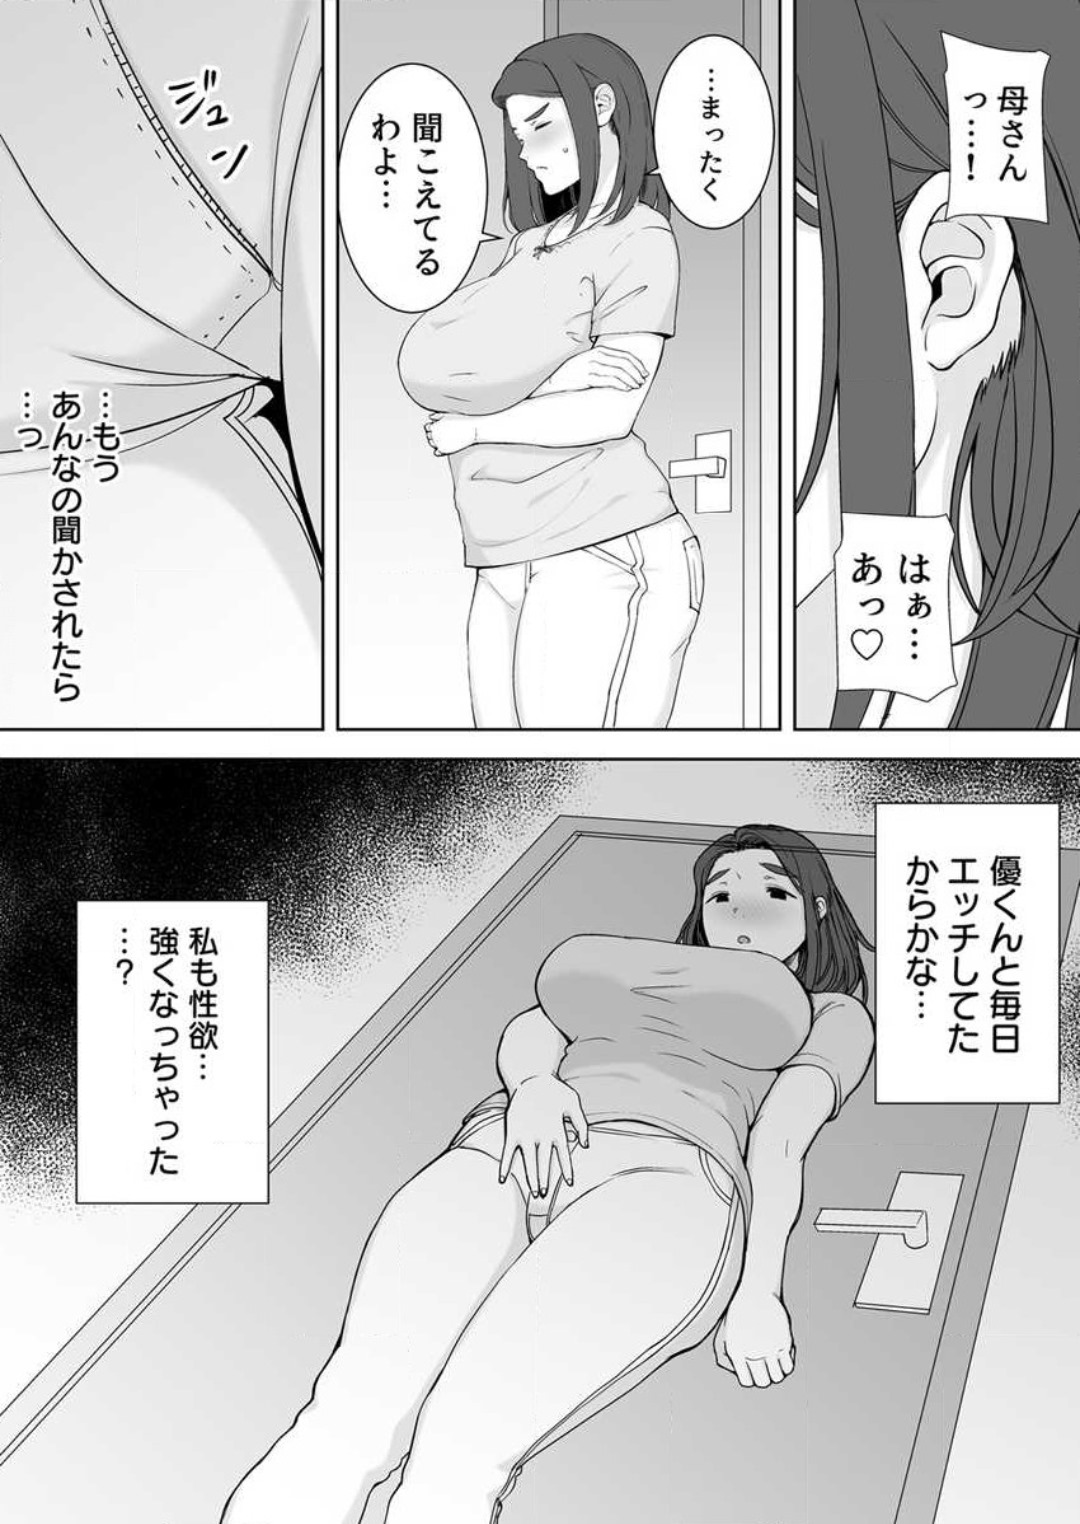 母さん
っ…！
はぁ…
あっ♡
…まったく
聞こえてる
わよ…
ジュン
…もう
あんなの聞かされたら
…っ
優くんと毎日
エッチしてた
からかな…
私も性欲…
強くなっちゃった
…？